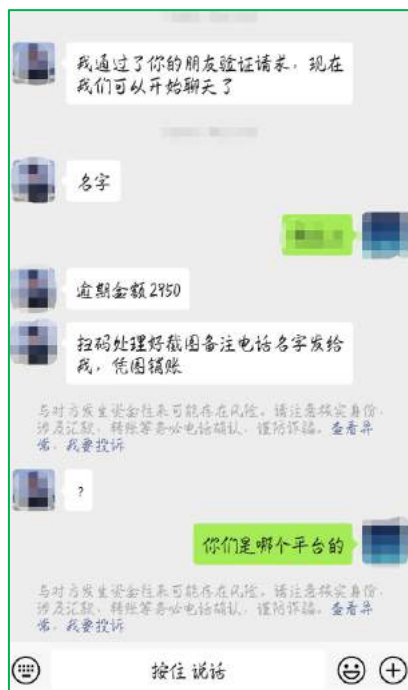 我通过了你的朋友验证请求，现在
我们可以开始聊天了
名字
逾期金额2950
扫码处理好截图备注电话名字发给
我，凭图销账
与对方发生资金往来可能存在风险。请注意核实身份，
涉及汇款、转账等务必电话确认，谨防诈骗。查看异
常，我要投诉
?
你们是哪个平台的
与对方发生资金往来可能存在风险。请注意核实身份，
涉及汇款、转账等务必电话确认，谨防诈骗。查看异
常，我要投诉
按住 说话